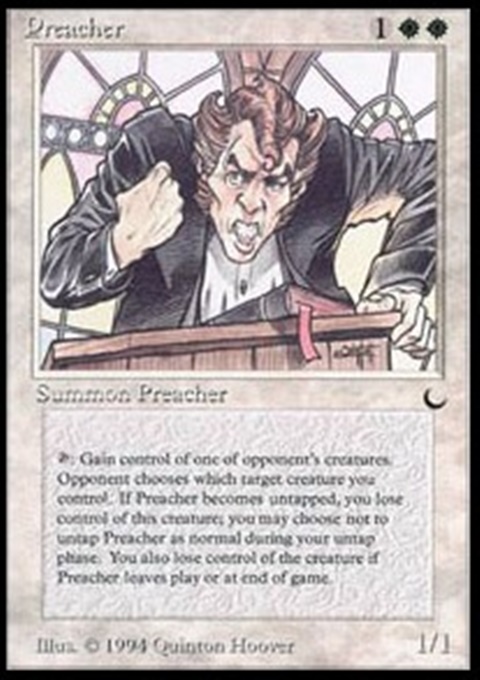 Preacher 1
Summon Preacher
: Gain control of one of opponent's creatures.
Opponent chooses which target creature you
control. If Preacher becomes untapped, you lose
control of this creature; you may choose not to
untap Preacher as normal during your untap
phase. You also lose control of the creature if
Preacher leaves play or at end of game.
Illus. © 1994 Quinton Hoover 1/1